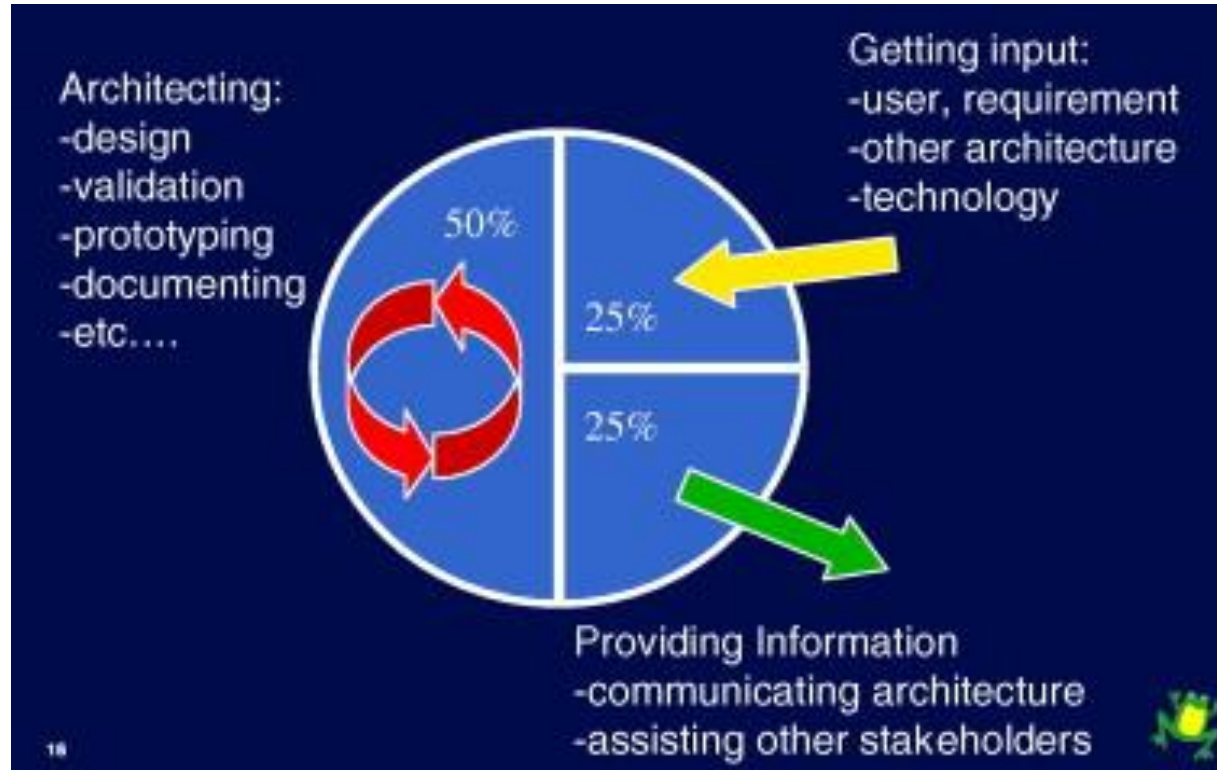 Architecting:
-design
-validation
-prototyping
-documenting
-etc....
50%
Getting input:
-user, requirement
-other architecture
-technology
25%
25%
Providing Information
-communicating architecture
-assisting other stakeholders